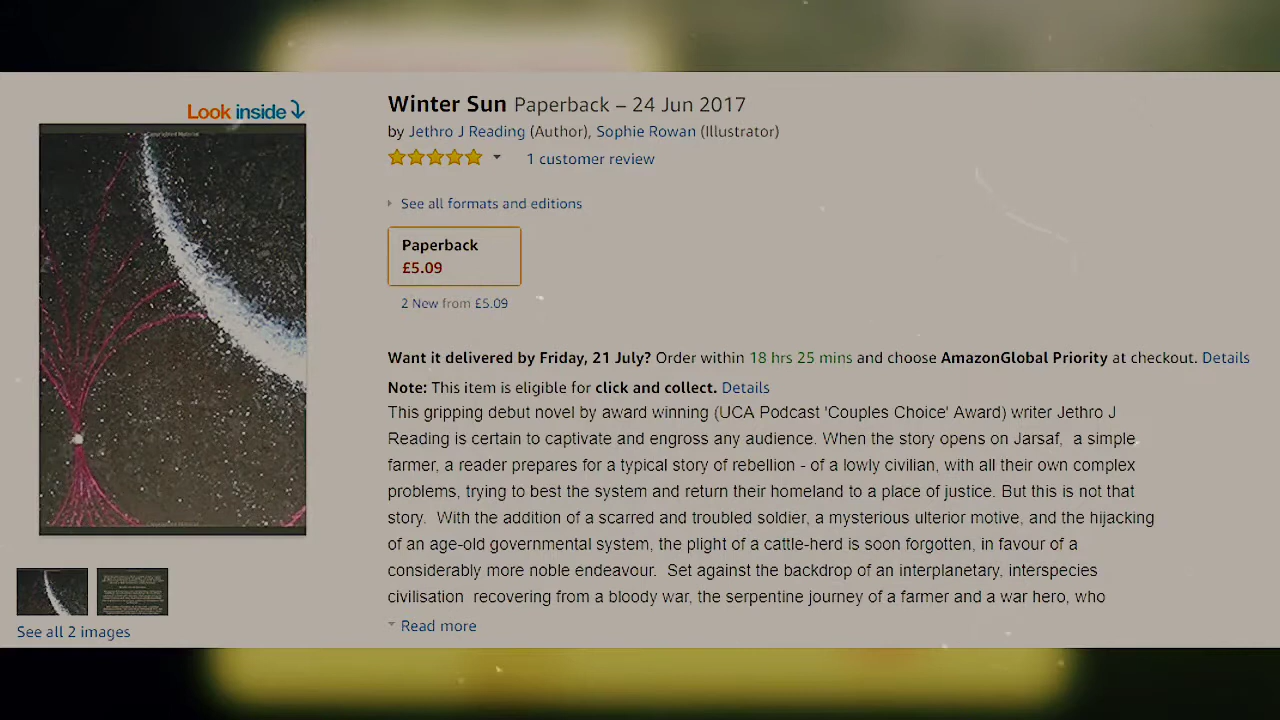 Look inside
Copyrighted Material
Winter Sun Paperback – 24 Jun 2017
by Jethro J Reading (Author), Sophie Rowan (Illustrator)
1 customer review
See all formats and editions
Paperback
£5.09
2 New from £5.09
Want it delivered by Friday, 21 July? Order within 18 hrs 25 mins and choose AmazonGlobal Priority at checkout. Details
Note: This item is eligible for click and collect. Details
This gripping debut novel by award winning (UCA Podcast 'Couples Choice' Award) writer Jethro J
Reading is certain to captivate and engross any audience. When the story opens on Jarsaf, a simple
farmer, a reader prepares for a typical story of rebellion - of a lowly civilian, with all their own complex
problems, trying to best the system and return their homeland to a place of justice. But this is not that
story. With the addition of a scarred and troubled soldier, a mysterious ulterior motive, and the hijacking
of an age-old governmental system, the plight of a cattle-herd is soon forgotten, in favour of a
considerably more noble endeavour. Set against the backdrop of an interplanetary, interspecies
civilisation recovering from a bloody war, the serpentine journey of a farmer and a war hero, who
Read more
See all 2 images